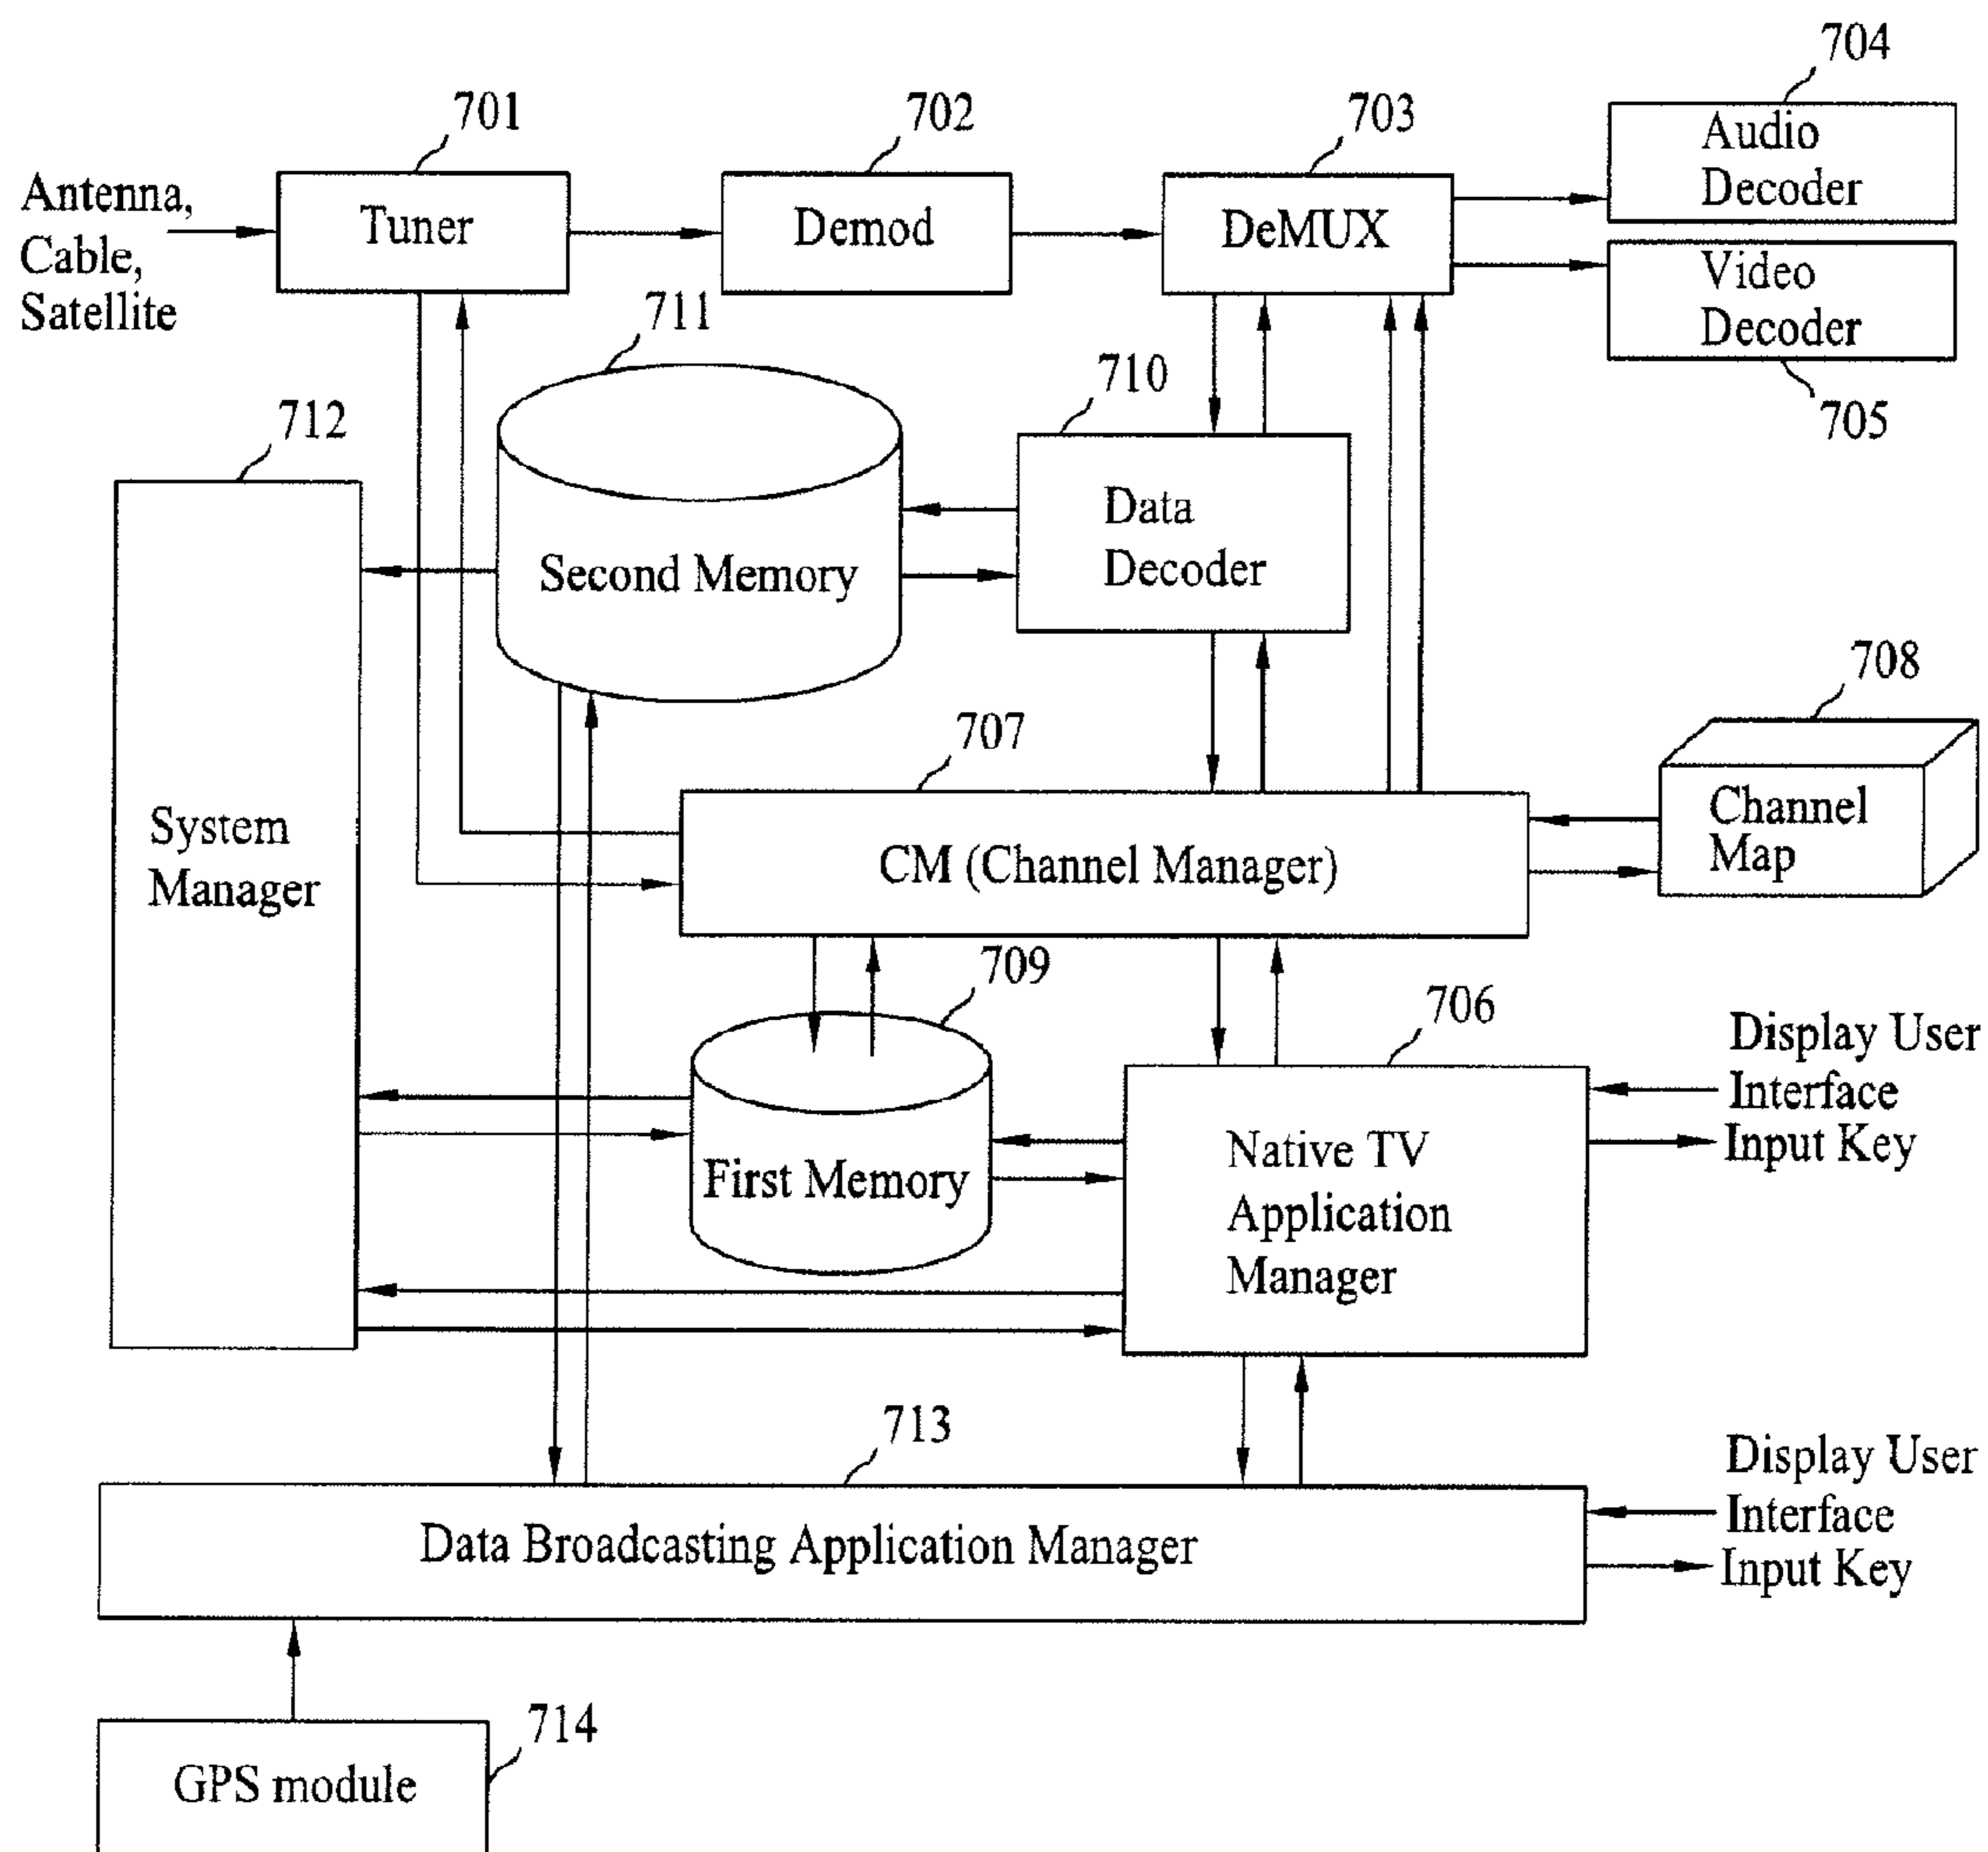 704
701
702
703
Audio
Decoder
Antenna,
Cable,
Satellite
Tuner
Demod
DeMUX
Video
Decoder
705
711
710
712
Second Memory
Data
Decoder
708
707
System
Manager
CM (Channel Manager)
Channel
Map
709
706
First Memory
Native TV
Application
Manager
Display User
Interface
Input Key
713
Data Broadcasting Application Manager
Display User
Interface
Input Key
714
GPS module